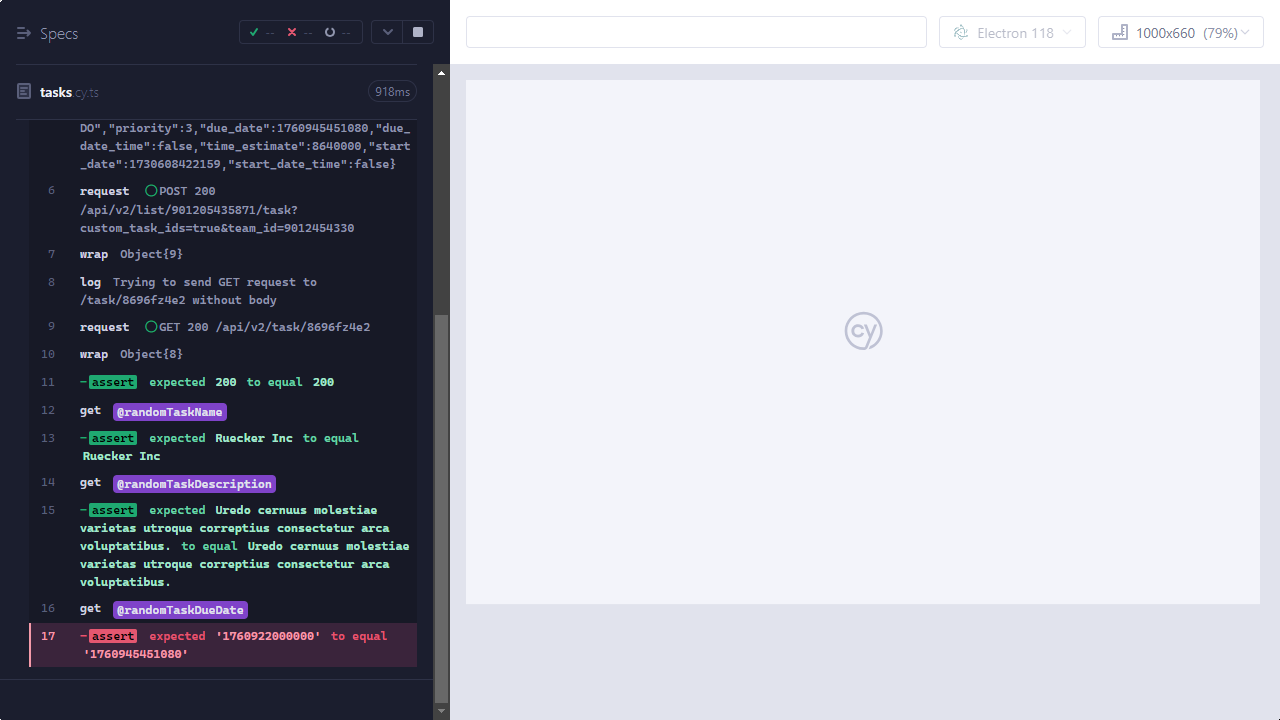 Specs
-- -- --
Electron 118
1000x660 (79%)
tasks.cy.ts
918ms
DO","priority":3,"due_date":1760945451080,"due_
date_time":false,"time_estimate":8640000,"start
_date":1730608422159,"start_date_time":false}
6 request POST 200
/api/v2/list/901205435871/task?
custom_task_ids=true&team_id=9012454330
7 wrap Object{9}
8 log Trying to send GET request to
/task/8696fz4e2 without body
9 request GET 200 /api/v2/task/8696fz4e2
10 wrap Object{8}
11 -assert expected 200 to equal 200
12 get @randomTaskName
13 -assert expected Ruecker Inc to equal
Ruecker Inc
14 get @randomTaskDescription
15 -assert expected Uredo cernuus molestiae
varietas utroque correptius consectetur arca
voluptatibus. to equal Uredo cernuus molestiae
varietas utroque correptius consectetur arca
voluptatibus.
16 get @randomTaskDueDate
17 -assert expected '1760922000000' to equal
'1760945451080'
cy